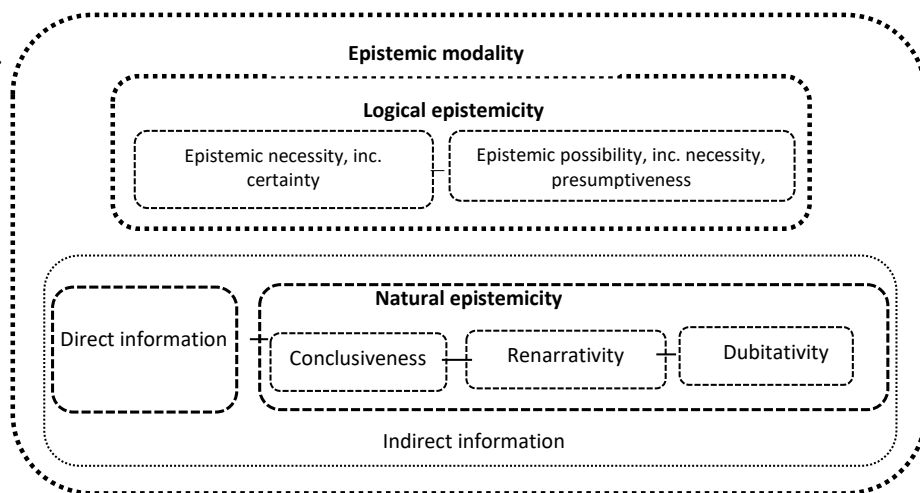 Epistemic modality
Logical epistemicity
Epistemic necessity, inc.
certainty
Epistemic possibility, inc. necessity,
presumptiveness
Natural epistemicity
Direct information
Conclusiveness
Renarrativity
Dubitativity
Indirect information